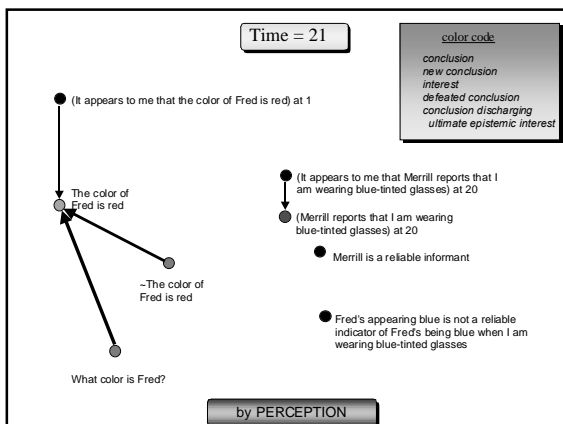 Time = 21
color code
conclusion
new conclusion
interest
defeated conclusion
conclusion discharging
ultimate epistemic interest
(It appears to me that the color of Fred is red) at 1
(It appears to me that Merrill reports that I
am wearing blue-tinted glasses) at 20
The color of
Fred is red
(Merrill reports that I am wearing
blue-tinted glasses) at 20
Merrill is a reliable informant
~The color of
Fred is red
Fred's appearing blue is not a reliable
indicator of Fred's being blue when I am
wearing blue-tinted glasses
What color is Fred?
by PERCEPTION